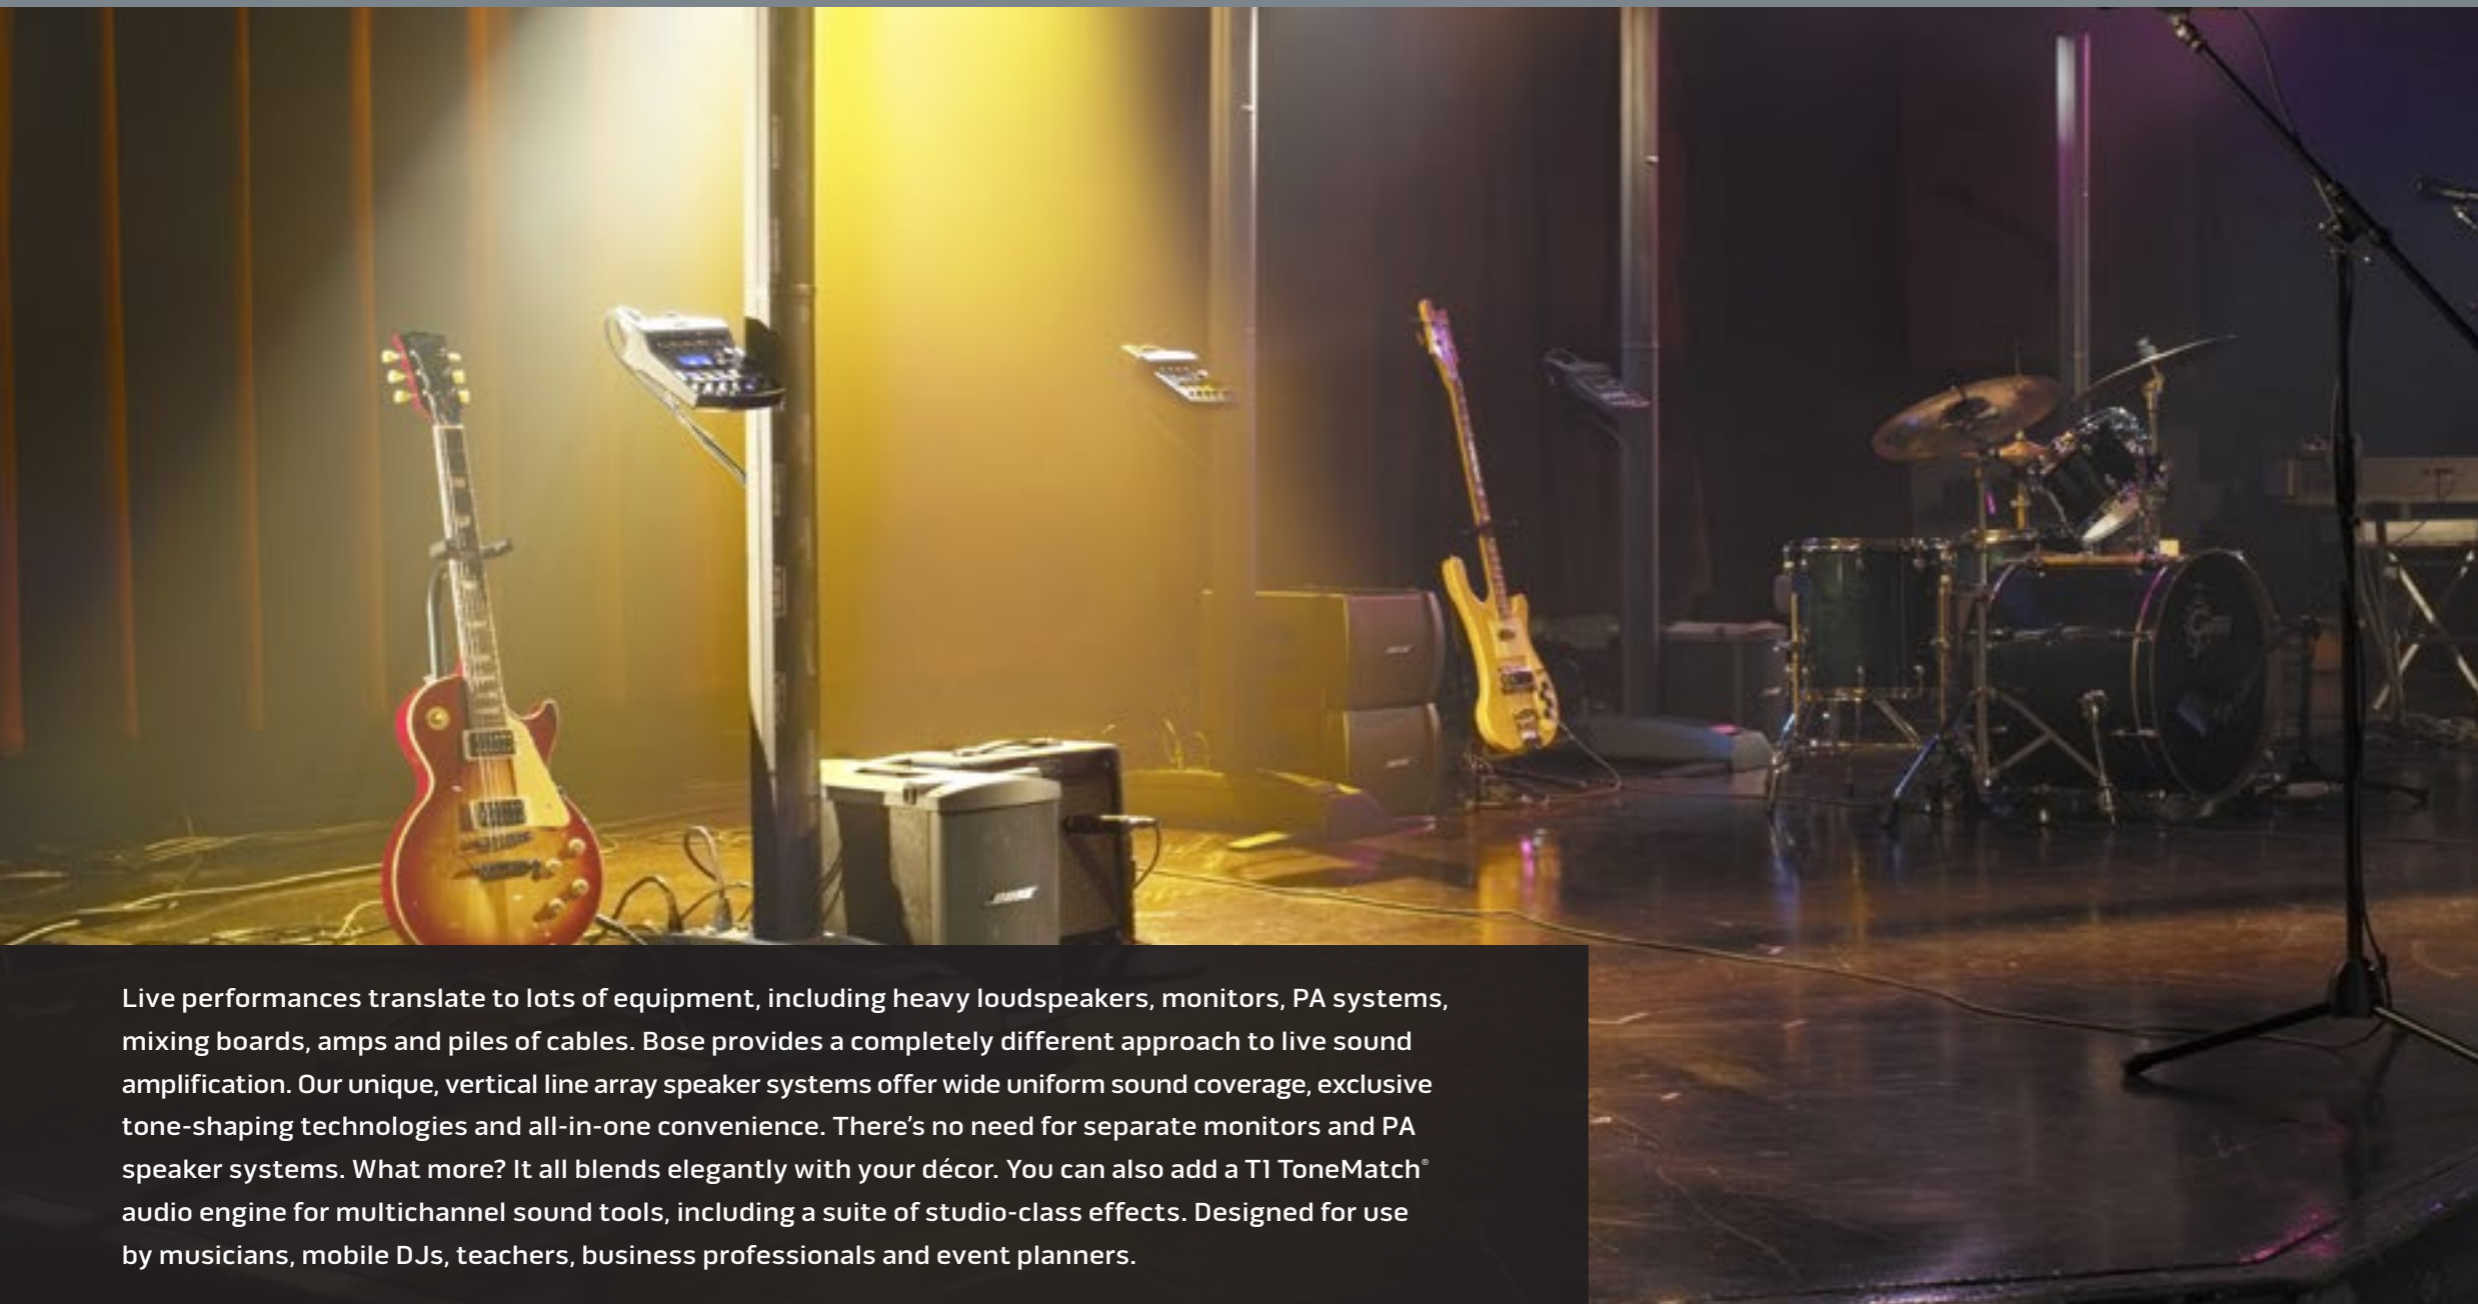 BOSE
Live performances translate to lots of equipment, including heavy loudspeakers, monitors, PA systems,
mixing boards, amps and piles of cables. Bose provides a completely different approach to live sound
amplification. Our unique, vertical line array speaker systems offer wide uniform sound coverage, exclusive
tone-shaping technologies and all-in-one convenience. There’s no need for separate monitors and PA
speaker systems. What more? It all blends elegantly with your décor. You can also add a T1 ToneMatch®
audio engine for multichannel sound tools, including a suite of studio-class effects. Designed for use
by musicians, mobile DJs, teachers, business professionals and event planners.